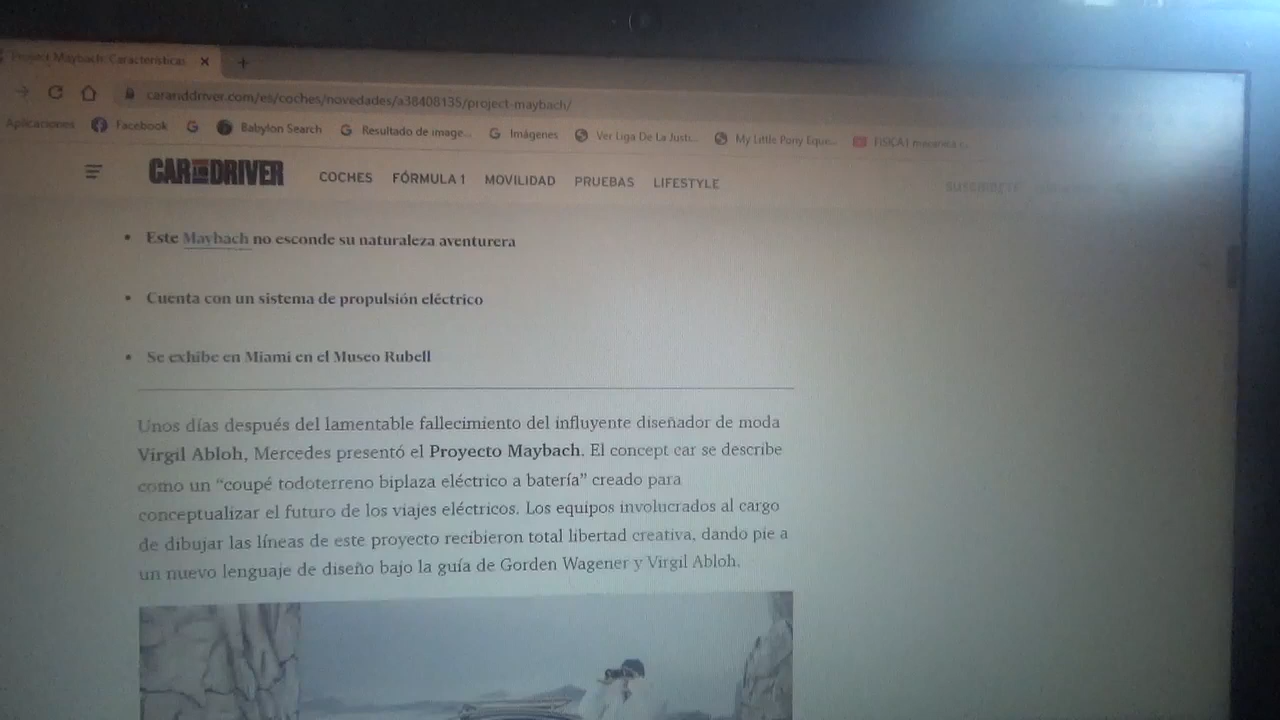 Project Maybach: Características
caranddriver.com/es/coches/novedades/a38408135/project-maybach/
Aplicaciones Facebook Babylon Search Resultado de image... Imágenes Ver Liga De La Justi... My Little Pony Eque... FISICA I mecanica
CAR AND DRIVER COCHES FÓRMULA 1 MOVILIDAD PRUEBAS LIFESTYLE SUSCRÍBETE
• Este Maybach no esconde su naturaleza aventurera
• Cuenta con un sistema de propulsión eléctrico
• Se exhibe en Miami en el Museo Rubell
Unos días después del lamentable fallecimiento del influyente diseñador de moda
Virgil Abloh, Mercedes presentó el Proyecto Maybach. El concept car se describe
como un “coupé todoterreno biplaza eléctrico a batería” creado para
conceptualizar el futuro de los viajes eléctricos. Los equipos involucrados al cargo
de dibujar las líneas de este proyecto recibieron total libertad creativa, dando pie a
un nuevo lenguaje de diseño bajo la guía de Gorden Wagener y Virgil Abloh.